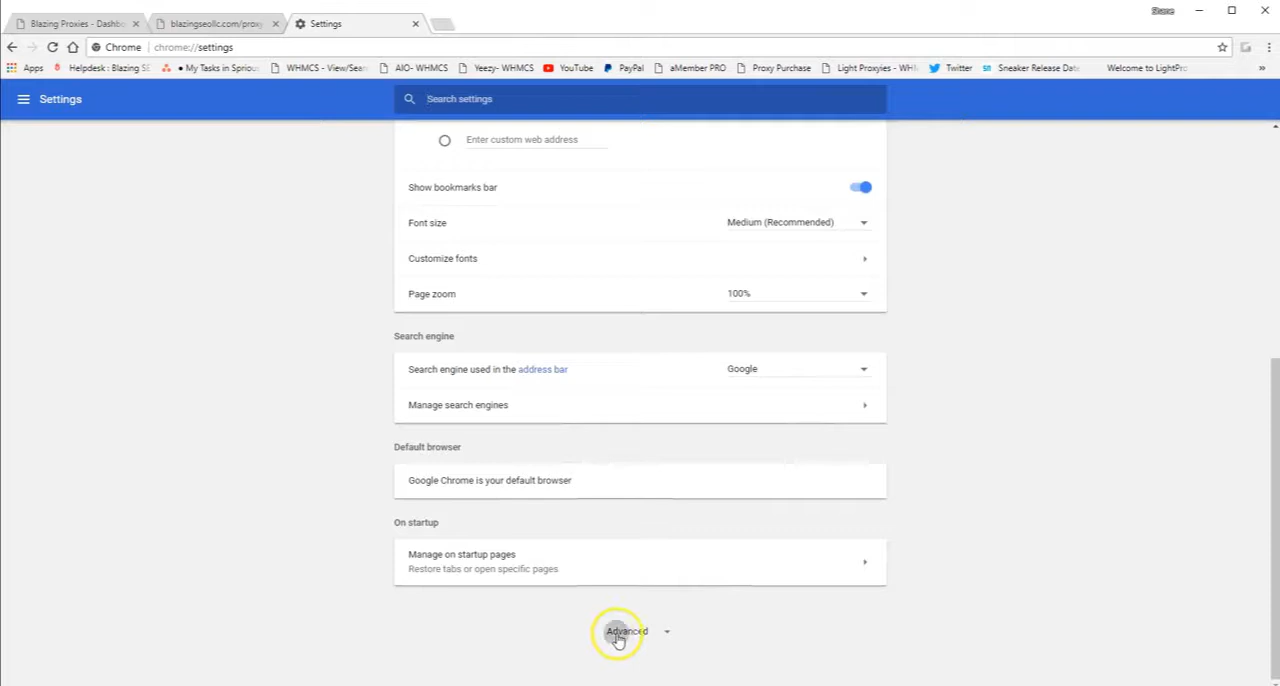 Blazing Proxies - Dashbo
blazingseollc.com/proxy
Settings
Chrome chrome://settings
Apps Helpdesk : Blazing SE • My Tasks in Spriou WHMCS - View/Sear AIO- WHMCS Yeezy- WHMCS YouTube PayPal aMember PRO Proxy Purchase Light Proxyies - WHM Twitter Sneaker Release Date Welcome to LightPro »
Settings
Search settings
Enter custom web address
Show bookmarks bar
Font size Medium (Recommended)
Customize fonts
Page zoom 100%
Search engine
Search engine used in the address bar Google
Manage search engines
Default browser
Google Chrome is your default browser
On startup
Manage on startup pages
Restore tabs or open specific pages
Advanced